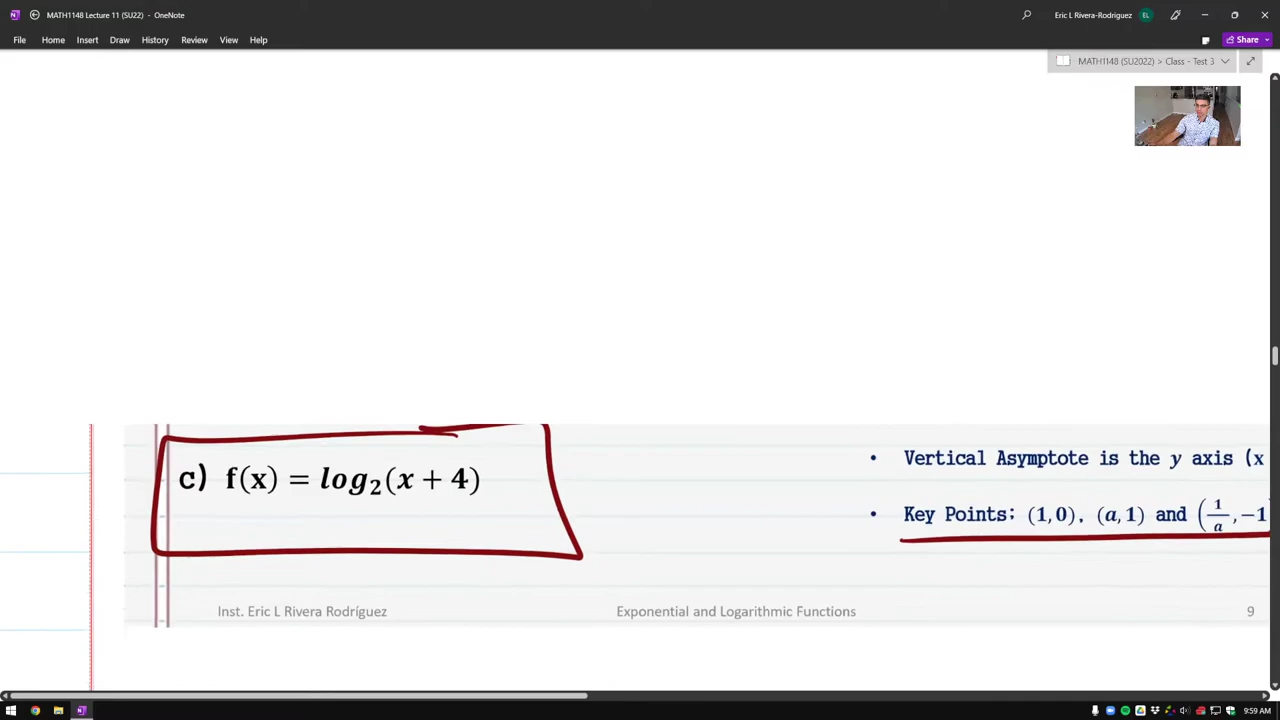 MATH1148 Lecture 11 (SU22) - OneNote
Eric L Rivera-Rodriguez
EL
File Home Insert Draw History Review View Help
Share
MATH1148 (SU2022) > Class - Test 3
c) f(x) = log₂(x + 4)
• Vertical Asymptote is the y axis (x
• Key Points; (1, 0), (a, 1) and (1/a, −1
Inst. Eric L Rivera Rodríguez
Exponential and Logarithmic Functions
9
9:59 AM